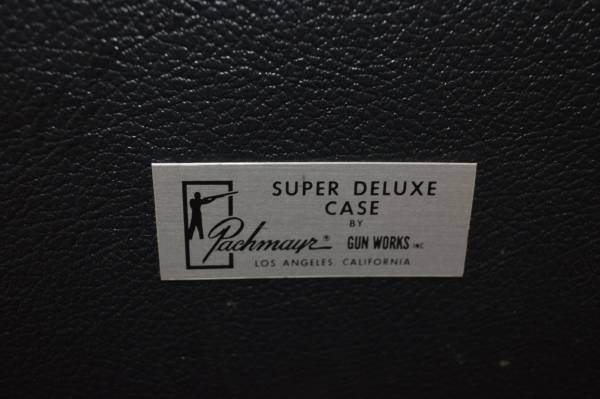 SUPER DELUXE
CASE
BY
Pachmayr® GUN WORKS INC
LOS ANGELES, CALIFORNIA